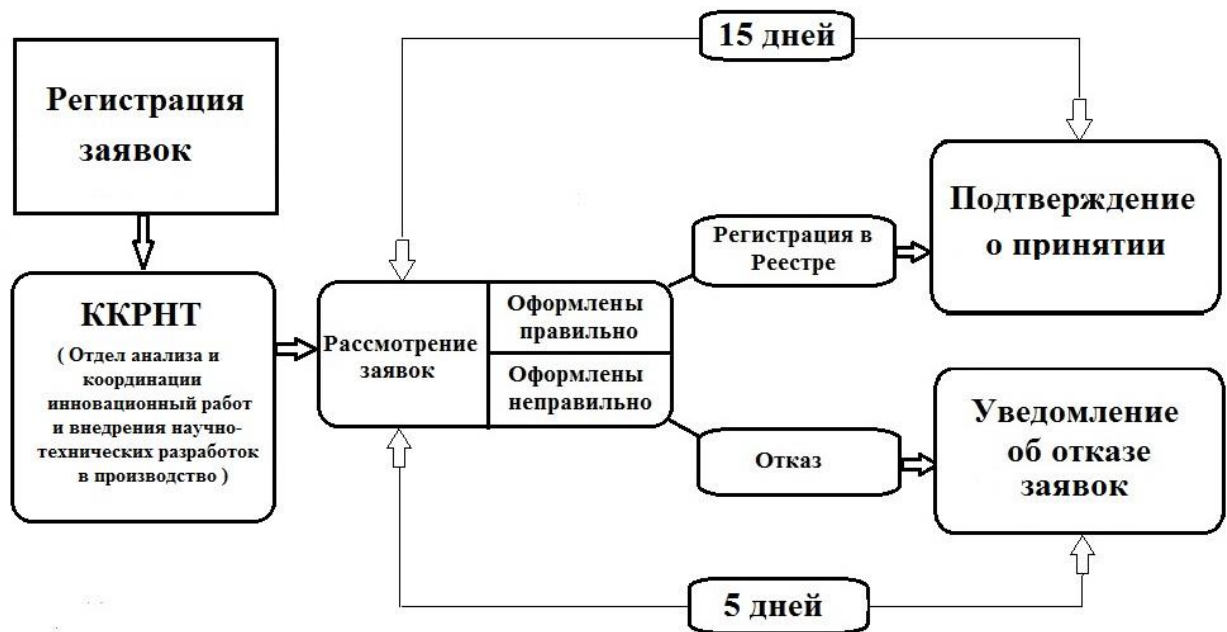 15 дней
Регистрация
заявок
Подтверждение
о принятии
Регистрация в
Реестре
ККРНТ
( Отдел анализа и
координации
инновационный работ
и внедрения научно-
технических разработок
в производство )
Рассмотрение
заявок
Оформлены
правильно
Оформлены
неправильно
Отказ
Уведомление
об отказе
заявок
5 дней